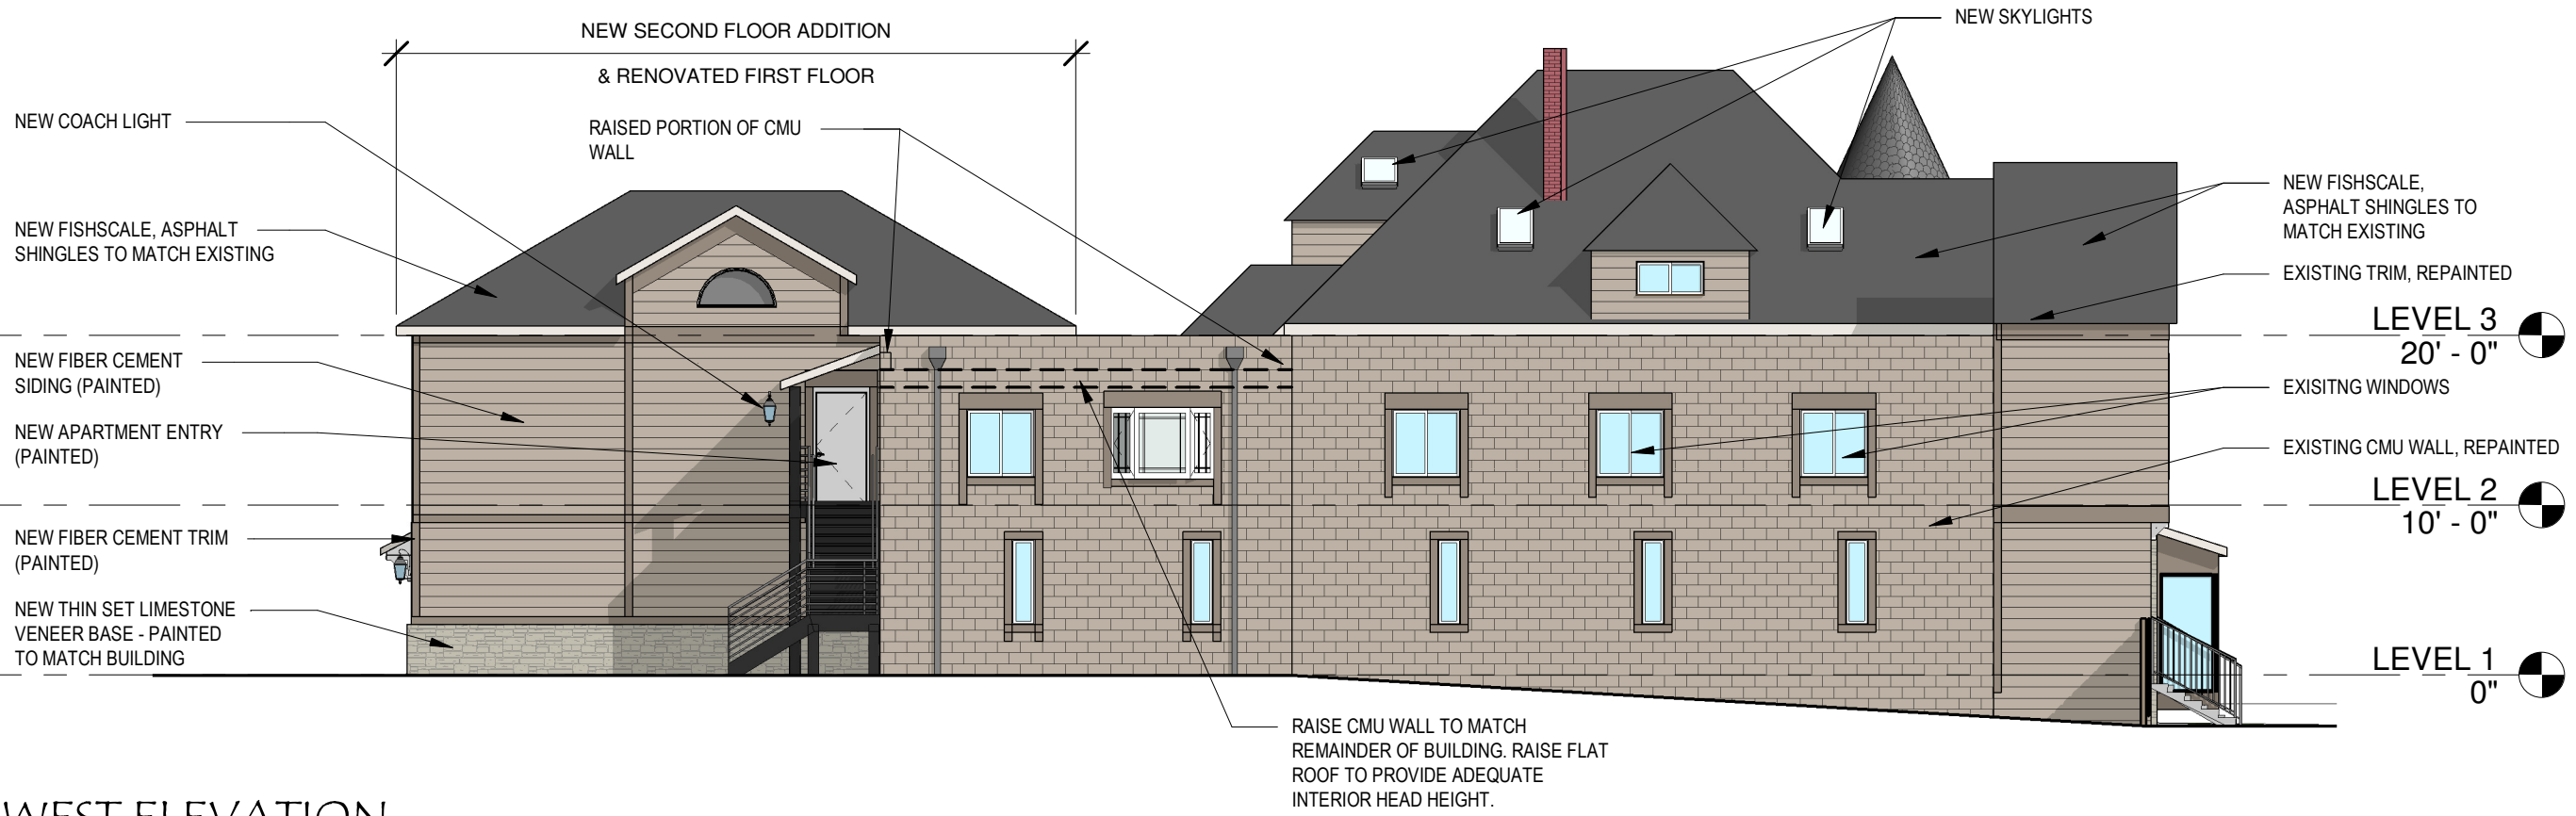 NEW SECOND FLOOR ADDITION
& RENOVATED FIRST FLOOR
NEW SKYLIGHTS
NEW COACH LIGHT
RAISED PORTION OF CMU
WALL
NEW FISHSCALE, ASPHALT
SHINGLES TO MATCH EXISTING
NEW FIBER CEMENT
SIDING (PAINTED)
NEW APARTMENT ENTRY
(PAINTED)
NEW FIBER CEMENT TRIM
(PAINTED)
NEW THIN SET LIMESTONE
VENEER BASE - PAINTED
TO MATCH BUILDING
NEW FISHSCALE,
ASPHALT SHINGLES TO
MATCH EXISTING
EXISTING TRIM, REPAINTED
LEVEL 3
20' - 0"
EXISITNG WINDOWS
EXISTING CMU WALL, REPAINTED
LEVEL 2
10' - 0"
LEVEL 1
0"
RAISE CMU WALL TO MATCH
REMAINDER OF BUILDING. RAISE FLAT
ROOF TO PROVIDE ADEQUATE
INTERIOR HEAD HEIGHT.
WEST ELEVATION